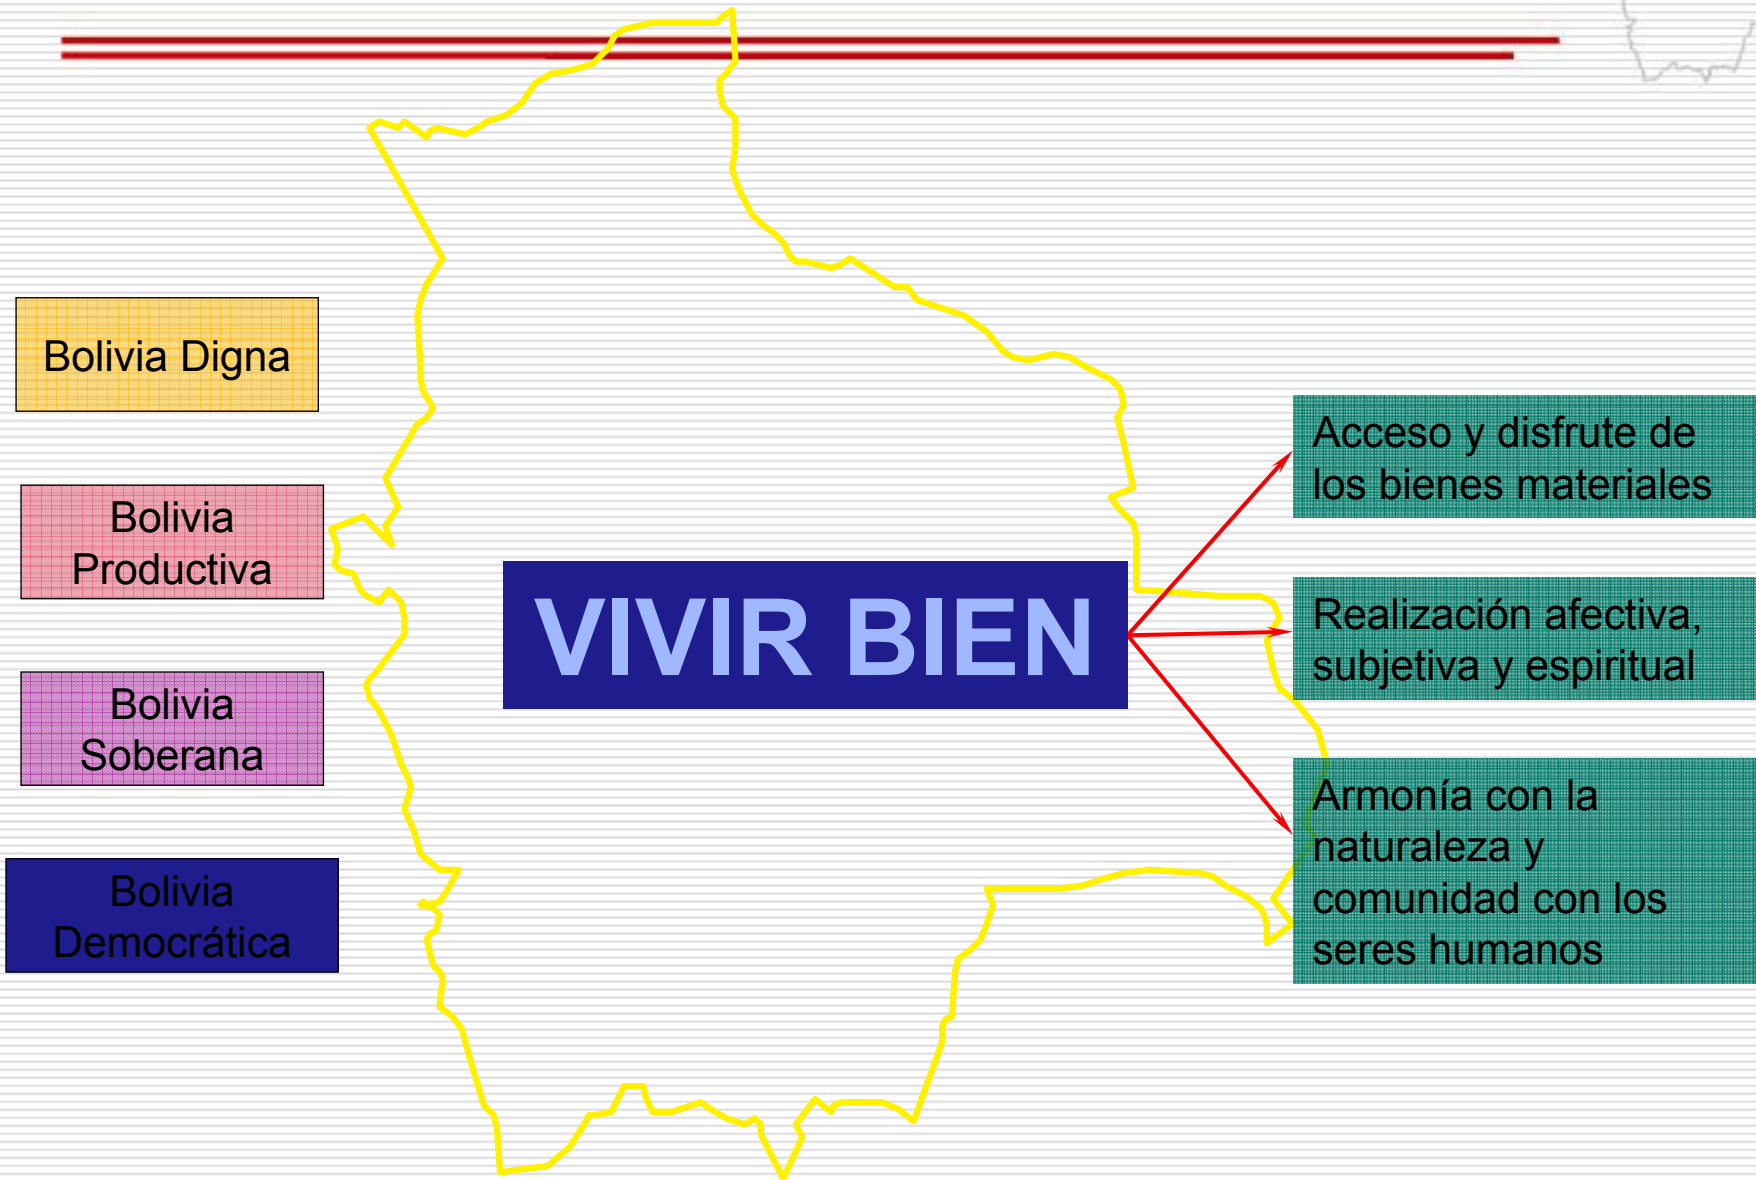 Bolivia Digna
Bolivia
Productiva
Bolivia
Soberana
Bolivia
Democrática
VIVIR BIEN
Acceso y disfrute de
los bienes materiales
Realización afectiva,
subjetiva y espiritual
Armonía con la
naturaleza y
comunidad con los
seres humanos